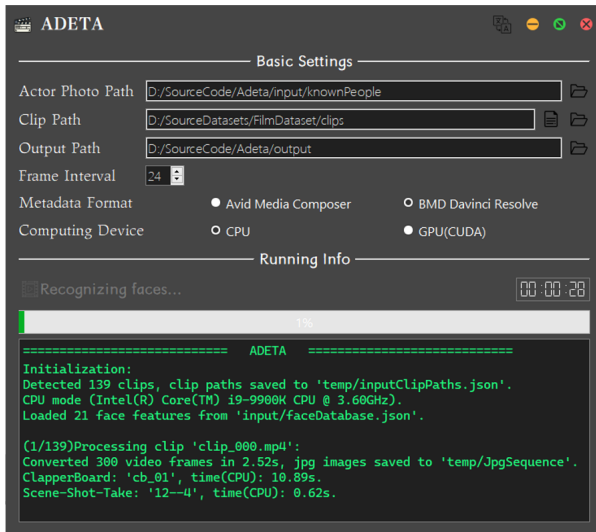 ADETA
Basic Settings
Actor Photo Path D:/SourceCode/Adeta/input/knownPeople
Clip Path D:/SourceDatasets/FilmDataset/clips
Output Path D:/SourceCode/Adeta/output
Frame Interval 24
Metadata Format Avid Media Composer BMD Davinci Resolve
Computing Device CPU GPU(CUDA)
Running Info
Recognizing faces... 00:00:28
1%
============================ ADETA ============================
Initialization:
Detected 139 clips, clip paths saved to 'temp/inputClipPaths.json'.
CPU mode (Intel(R) Core(TM) i9-9900K CPU @ 3.60GHz).
Loaded 21 face features from 'input/faceDatabase.json'.
(1/139)Processing clip 'clip_000.mp4':
Converted 300 video frames in 2.52s, jpg images saved to 'temp/JpgSequence'.
ClapperBoard: 'cb_01', time(CPU): 10.89s.
Scene-Shot-Take: '12--4', time(CPU): 0.62s.